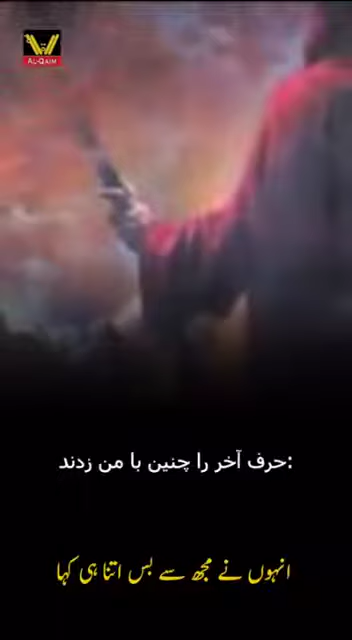 AL-QAIM
حرف آخر را چنین با من زدند:
انہوں نے مجھ سے بس اتنا ہی کہا